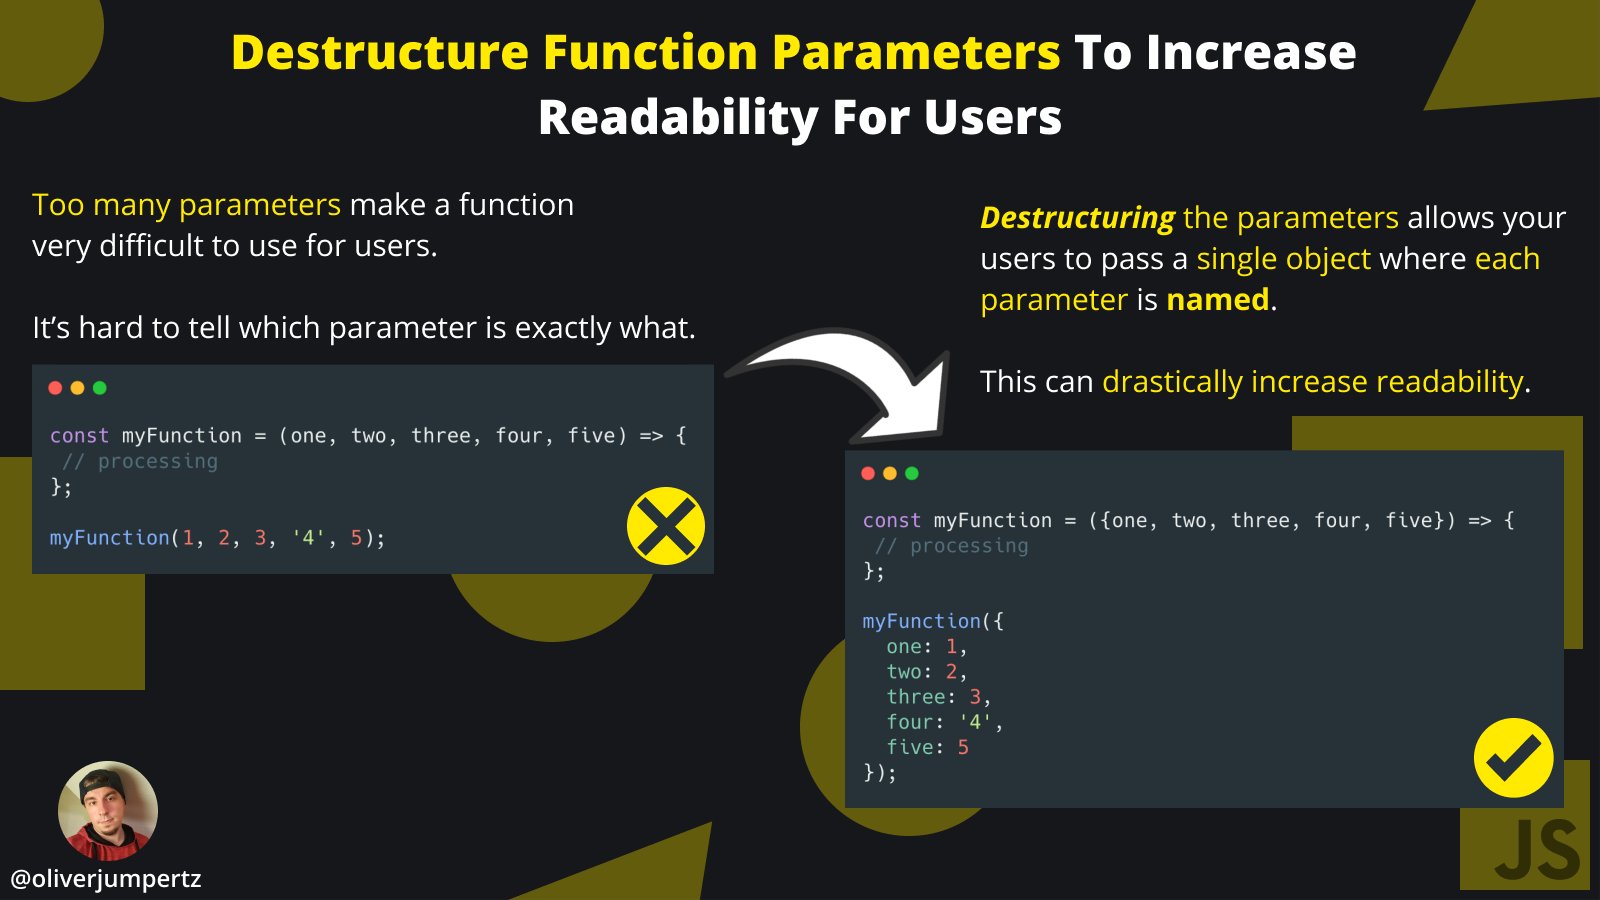 Destructure Function Parameters To Increase
Readability For Users
Too many parameters make a function
very difficult to use for users.
It’s hard to tell which parameter is exactly what.
const myFunction = (one, two, three, four, five) => {
 // processing
};
myFunction(1, 2, 3, '4', 5);
Destructuring the parameters allows your
users to pass a single object where each
parameter is named.
This can drastically increase readability.
const myFunction = ({one, two, three, four, five}) => {
 // processing
};
myFunction({
  one: 1,
  two: 2,
  three: 3,
  four: '4',
  five: 5
});
@oliverjumpertz
JS